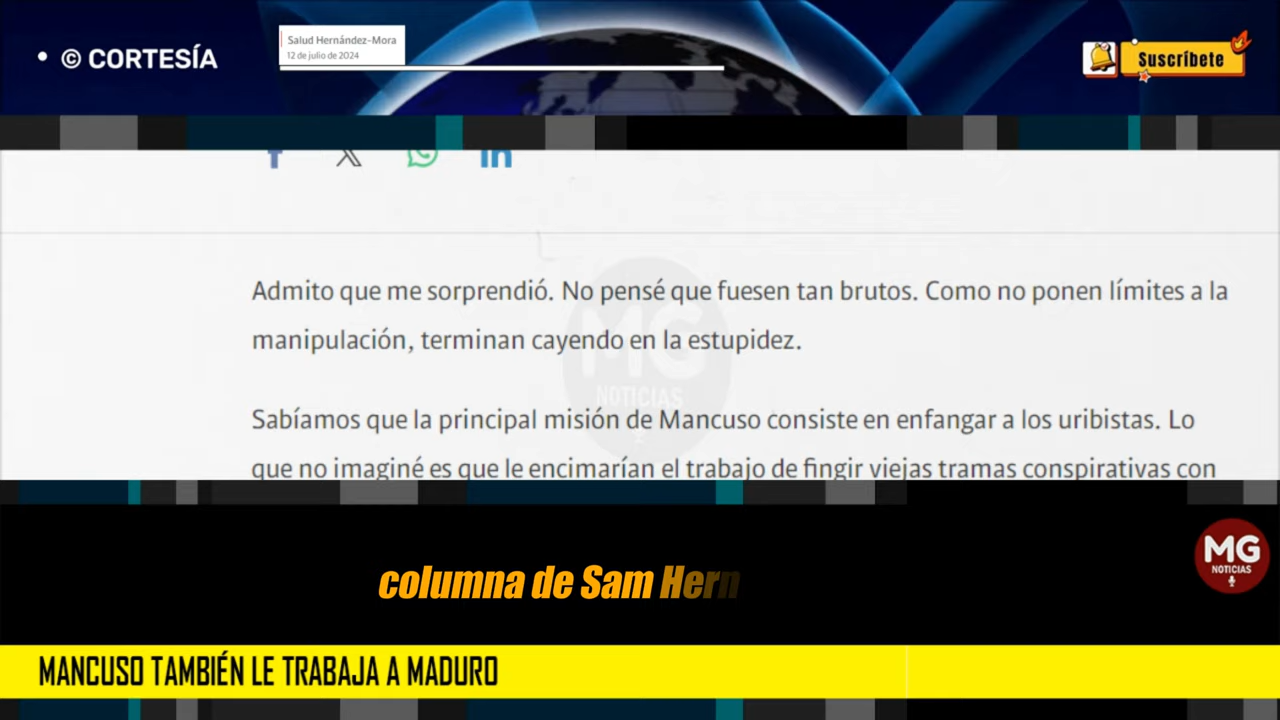 • © CORTESÍA
Salud Hernández-Mora
12 de julio de 2024
Suscríbete
Admito que me sorprendió. No pensé que fuesen tan brutos. Como no ponen límites a la
manipulación, terminan cayendo en la estupidez.
MG
NOTICIAS
Sabíamos que la principal misión de Mancuso consiste en enfangar a los uribistas. Lo
que no imaginé es que le encimarían el trabajo de fingir viejas tramas conspirativas con
columna de Sam Hern
MG
NOTICIAS
MANCUSO TAMBIÉN LE TRABAJA A MADURO